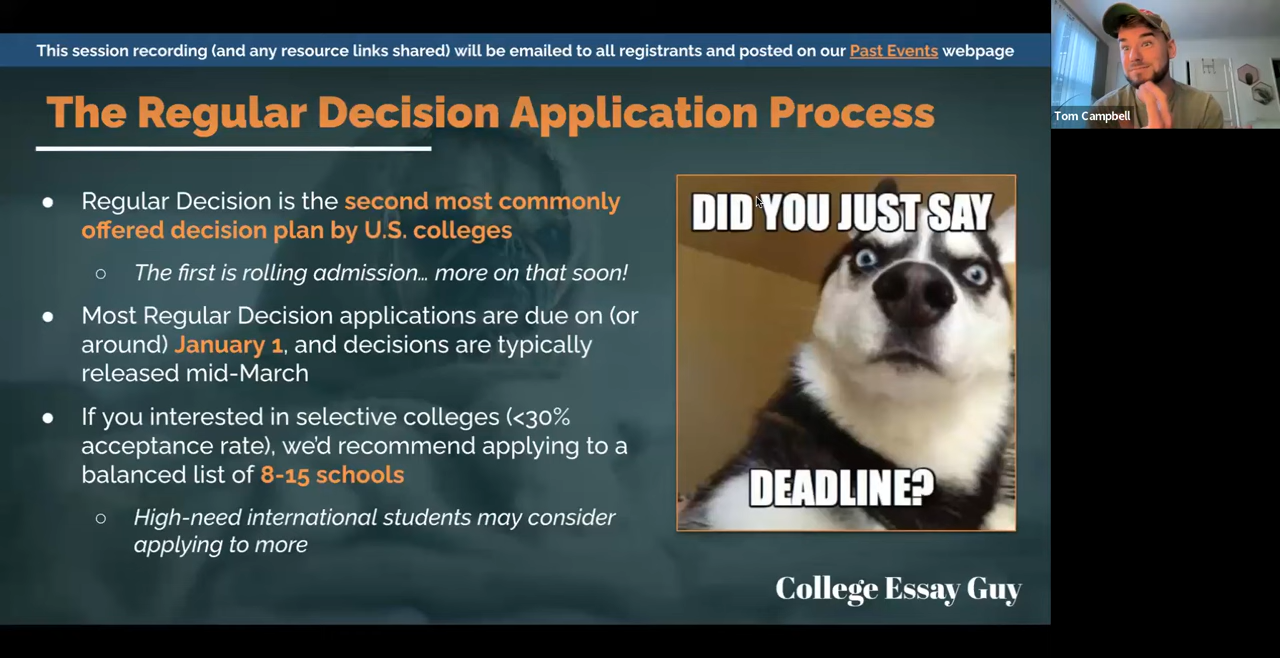 This session recording (and any resource links shared) will be emailed to all registrants and posted on our Past Events webpage
The Regular Decision Application Process
● Regular Decision is the second most commonly
offered decision plan by U.S. colleges
○ The first is rolling admission... more on that soon!
● Most Regular Decision applications are due on (or
around) January 1, and decisions are typically
released mid-March
● If you interested in selective colleges (<30%
acceptance rate), we'd recommend applying to a
balanced list of 8-15 schools
○ High-need international students may consider
applying to more
DID YOU JUST SAY
DEADLINE?
College Essay Guy
Tom Campbell